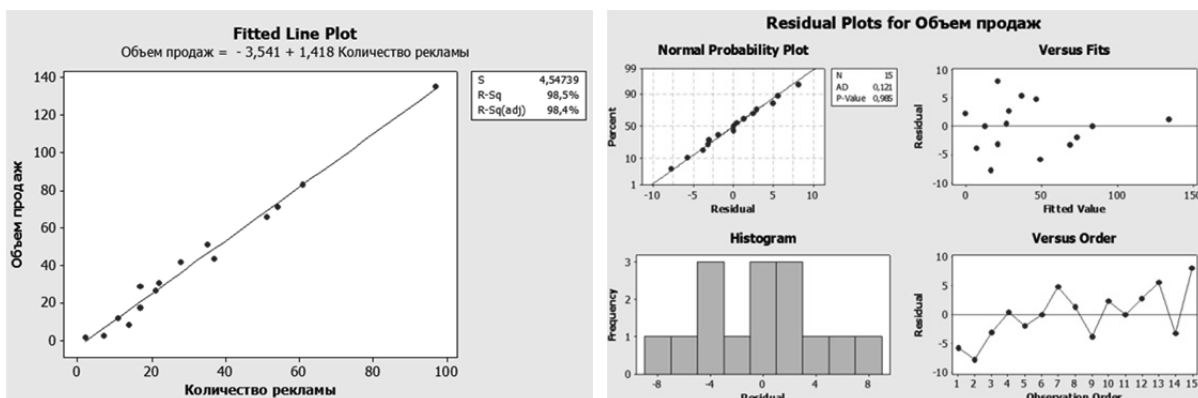 Fitted Line Plot
Объем продаж = - 3,541 + 1,418 Количество рекламы
140
120
100
80
60
40
20
0
Объем продаж
0 20 40 60 80 100
Количество рекламы
S 4,54739
R-Sq 98,5%
R-Sq(adj) 98,4%
Residual Plots for Объем продаж
Normal Probability Plot
99
90
50
10
1
Percent
-10 -5 0 5 10
Residual
N 15
AD 0,121
P-Value 0,985
Versus Fits
10
5
0
-5
-10
Residual
0 50 100 150
Fitted Value
Histogram
3
2
1
0
Frequency
-8 -4 0 4 8
Residual
Versus Order
10
5
0
-5
-10
Residual
1 2 3 4 5 6 7 8 9 10 11 12 13 14 15
Observation Order